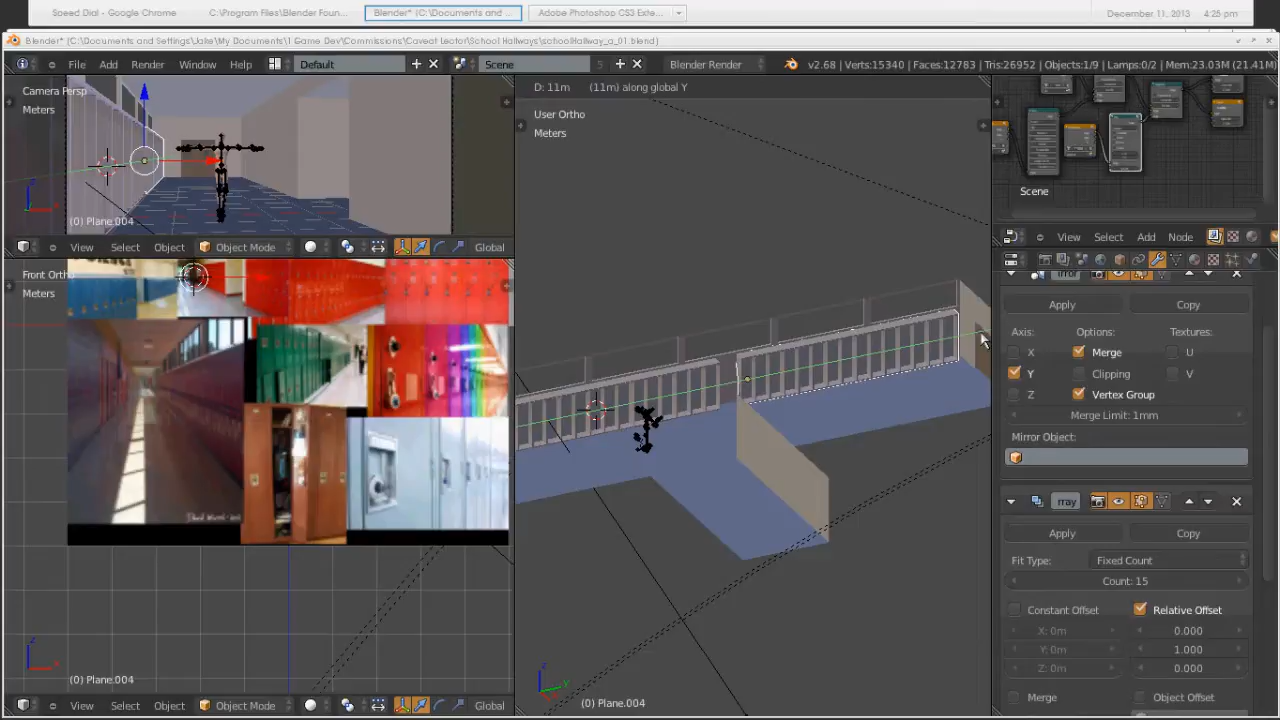 Speed Dial - Google Chrome
C:\Program Files\Blender Foun...
Blender* (C:\Documents and ...
Adobe Photoshop CS3 Exte...
December 11, 2013
4:25 pm
Blender* (C:\Documents and Settings\Jake\My Documents\1 Game Dev\Commissions\Caveat Lector\School Hallways\schoolHallway_a_01.blend)
File Add Render Window Help
Default
Scene
5
Blender Render
v2.68 | Verts:15340 | Faces:12783 | Tris:26952 | Objects:1/9 | Lamps:0/2 | Mem:23.03M (21.41M)
Camera Persp
Meters
(0) Plane.004
View Select Object Object Mode Global
Front Ortho
Meters
(0) Plane.004
View Select Object Object Mode Global
D: 11m (11m) along global Y
User Ortho
Meters
(0) Plane.004
Scene
View Select Add Node
Apply Copy
Axis: Options: Textures:
X Merge U
Y Clipping V
Z Vertex Group
Merge Limit: 1mm
Mirror Object:
rray
Apply Copy
Fit Type: Fixed Count
Count: 15
Constant Offset Relative Offset
X: 0m 0.000
Y: 0m 1.000
Z: 0m 0.000
Merge Object Offset